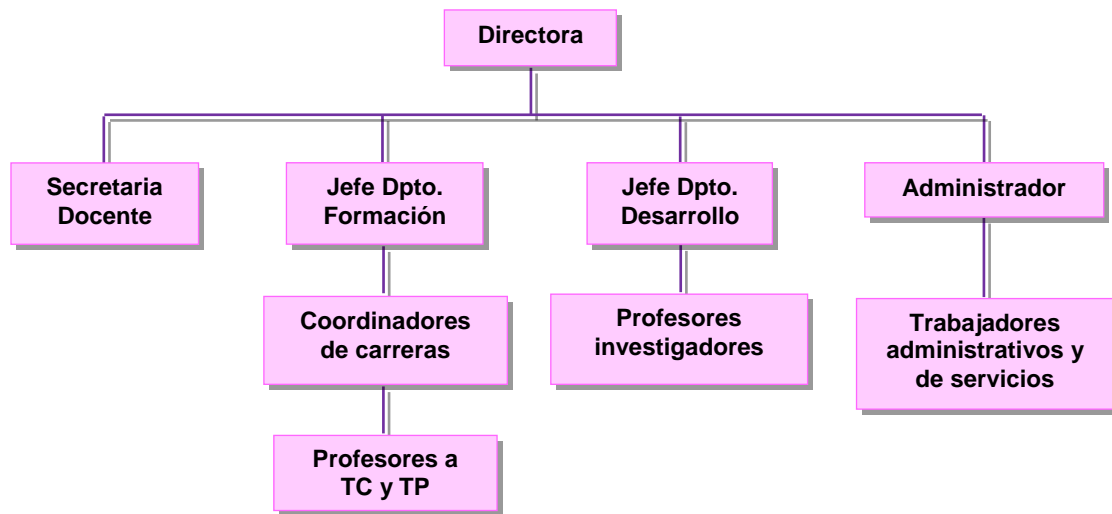 Directora
Secretaria
Docente
Jefe Dpto.
Formación
Jefe Dpto.
Desarrollo
Administrador
Coordinadores
de carreras
Profesores
investigadores
Trabajadores
administrativos y
de servicios
Profesores a
TC y TP